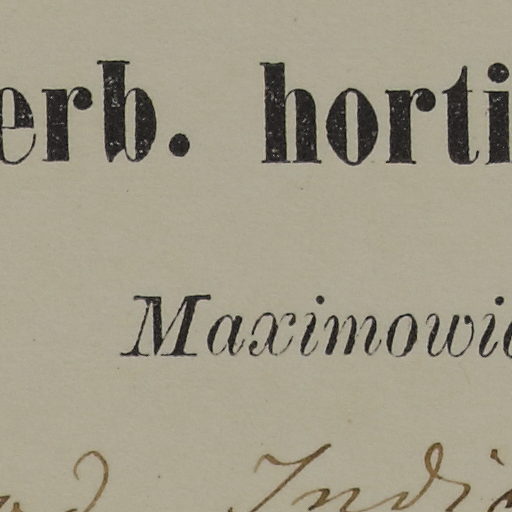 erb. horti
Maximowic
Indi